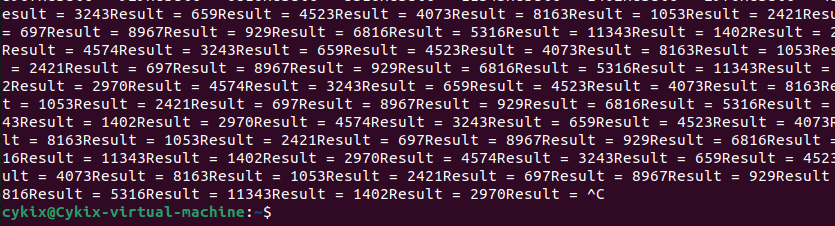 esult = 3243Result = 659Result = 4523Result = 4073Result = 8163Result = 1053Result = 2421Resu
= 697Result = 8967Result = 929Result = 6816Result = 5316Result = 11343Result = 1402Result = 2
Result = 4574Result = 3243Result = 659Result = 4523Result = 4073Result = 8163Result = 1053Res
= 2421Result = 697Result = 8967Result = 929Result = 6816Result = 5316Result = 11343Result =
2Result = 2970Result = 4574Result = 3243Result = 659Result = 4523Result = 4073Result = 8163Re
t = 1053Result = 2421Result = 697Result = 8967Result = 929Result = 6816Result = 5316Result =
43Result = 1402Result = 2970Result = 4574Result = 3243Result = 659Result = 4523Result = 4073R
lt = 8163Result = 1053Result = 2421Result = 697Result = 8967Result = 929Result = 6816Result =
16Result = 11343Result = 1402Result = 2970Result = 4574Result = 3243Result = 659Result = 4523
ult = 4073Result = 8163Result = 1053Result = 2421Result = 697Result = 8967Result = 929Result
816Result = 5316Result = 11343Result = 1402Result = 2970Result = ^C
cykix@Cykix-virtual-machine:~$